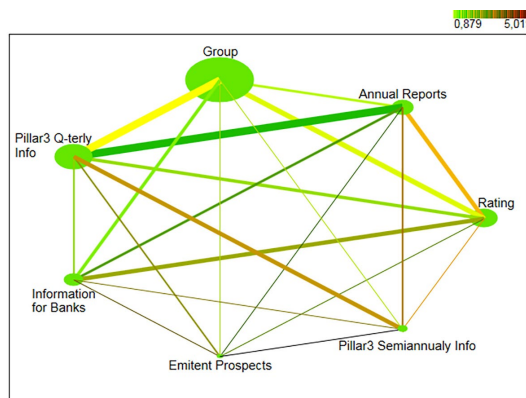 0,879 5,01
Group
Annual Reports
Pillar3 Q-terly
Info
Rating
Information
for Banks
Pillar3 Semiannualy Info
Emitent Prospects